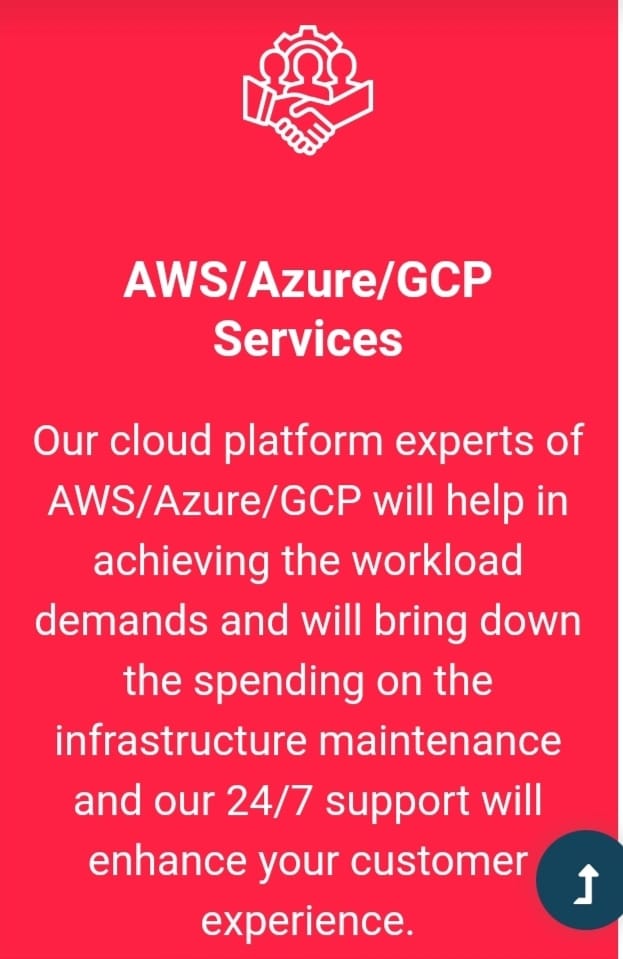 AWS/Azure/GCP
Services
Our cloud platform experts of
AWS/Azure/GCP will help in
achieving the workload
demands and will bring down
the spending on the
infrastructure maintenance
and our 24/7 support will
enhance your customer
experience.